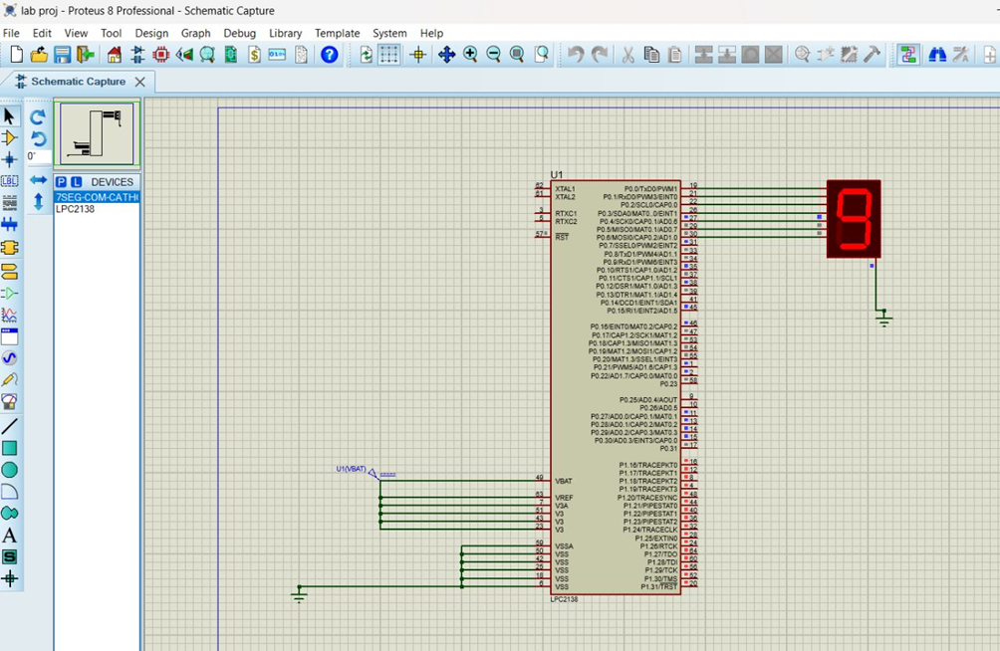 lab proj - Proteus 8 Professional - Schematic Capture
File Edit View Tool Design Graph Debug Library Template System Help
Schematic Capture
0°
P L DEVICES
7SEG-COM-CATH
LPC2138
U1
62 XTAL1
61 XTAL2
3 RTXC1
5 RTXC2
57 RST
P0.0/TxD0/PWM1 19
P0.1/RxD0/PWM3/EINT0 21
P0.2/SCL0/CAP0.0 22
P0.3/SDA0/MAT0.0/EINT1 26
P0.4/SCK0/CAP0.1/AD0.6 27
P0.5/MISO0/MAT0.1/AD0.7 29
P0.6/MOSI0/CAP0.2/AD1.0 30
P0.7/SSEL0/PWM2/EINT2 31
P0.8/TxD1/PWM4/AD1.1 33
P0.9/RxD1/PWM6/EINT3 34
P0.10/RTS1/CAP1.0/AD1.2 35
P0.11/CTS1/CAP1.1/SCL1 37
P0.12/DSR1/MAT1.0/AD1.3 38
P0.13/DTR1/MAT1.1/AD1.4 39
P0.14/DCD1/EINT1/SDA1 41
P0.15/RI1/EINT2/AD1.5 45
P0.16/EINT0/MAT0.2/CAP0.2 46
P0.17/CAP1.2/SCK1/MAT1.2 47
P0.18/CAP1.3/MISO1/MAT1.3 53
P0.19/MAT1.2/MOSI1/CAP1.2 54
P0.20/MAT1.3/SSEL1/EINT3 55
P0.21/PWM5/AD1.6/CAP1.3 1
P0.22/AD1.7/CAP0.0/MAT0.0 2
P0.23 58
P0.25/AD0.4/AOUT 9
P0.26/AD0.5 10
P0.27/AD0.0/CAP0.1/MAT0.1 11
P0.28/AD0.1/CAP0.2/MAT0.2 13
P0.29/AD0.2/CAP0.3/MAT0.3 14
P0.30/AD0.3/EINT3/CAP0.0 15
P0.31 17
U1(VBAT)
49 VBAT
63 VREF
7 V3A
51 V3
43 V3
23 V3
59 VSSA
50 VSS
42 VSS
25 VSS
18 VSS
6 VSS
P1.16/TRACEPKT0 16
P1.17/TRACEPKT1 12
P1.18/TRACEPKT2 8
P1.19/TRACEPKT3 4
P1.20/TRACESYNC 48
P1.21/PIPESTAT0 44
P1.22/PIPESTAT1 40
P1.23/PIPESTAT2 36
P1.24/TRACECLK 32
P1.25/EXTIN0 28
P1.26/RTCK 24
P1.27/TDO 64
P1.28/TDI 60
P1.29/TCK 56
P1.30/TMS 52
P1.31/TRST 20
LPC2138
9